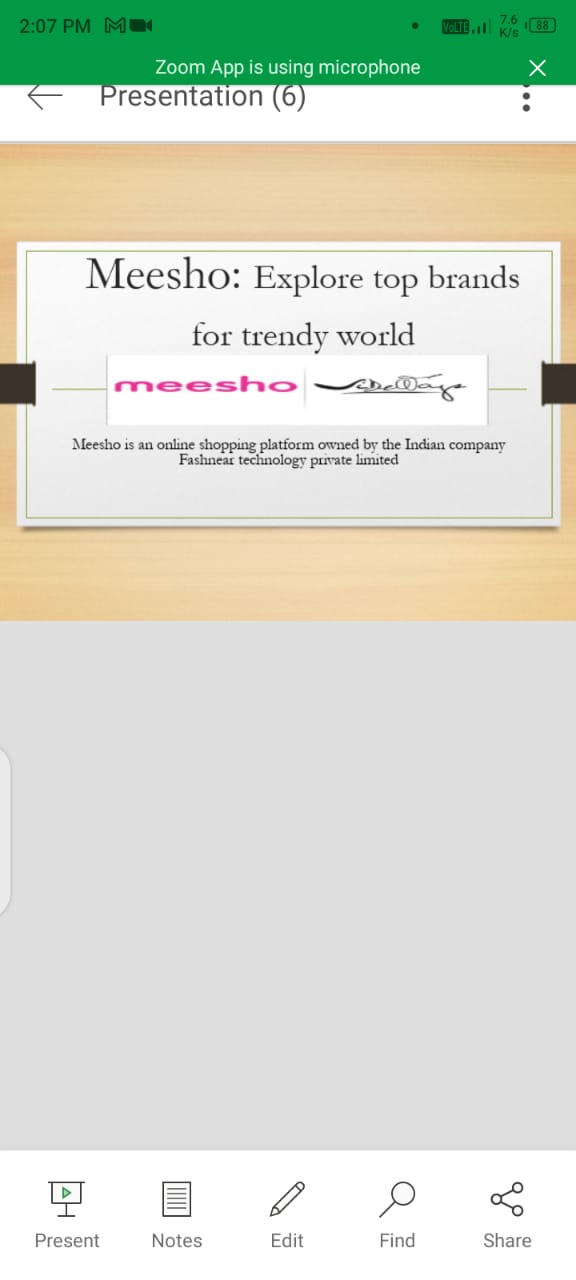 2:07 PM
VoLTE 7.6 K/s 88
Zoom App is using microphone
Presentation (6)
Meesho: Explore top brands
for trendy world
meesho
Meesho is an online shopping platform owned by the Indian company
Fashnear technology private limited
Present Notes Edit Find Share